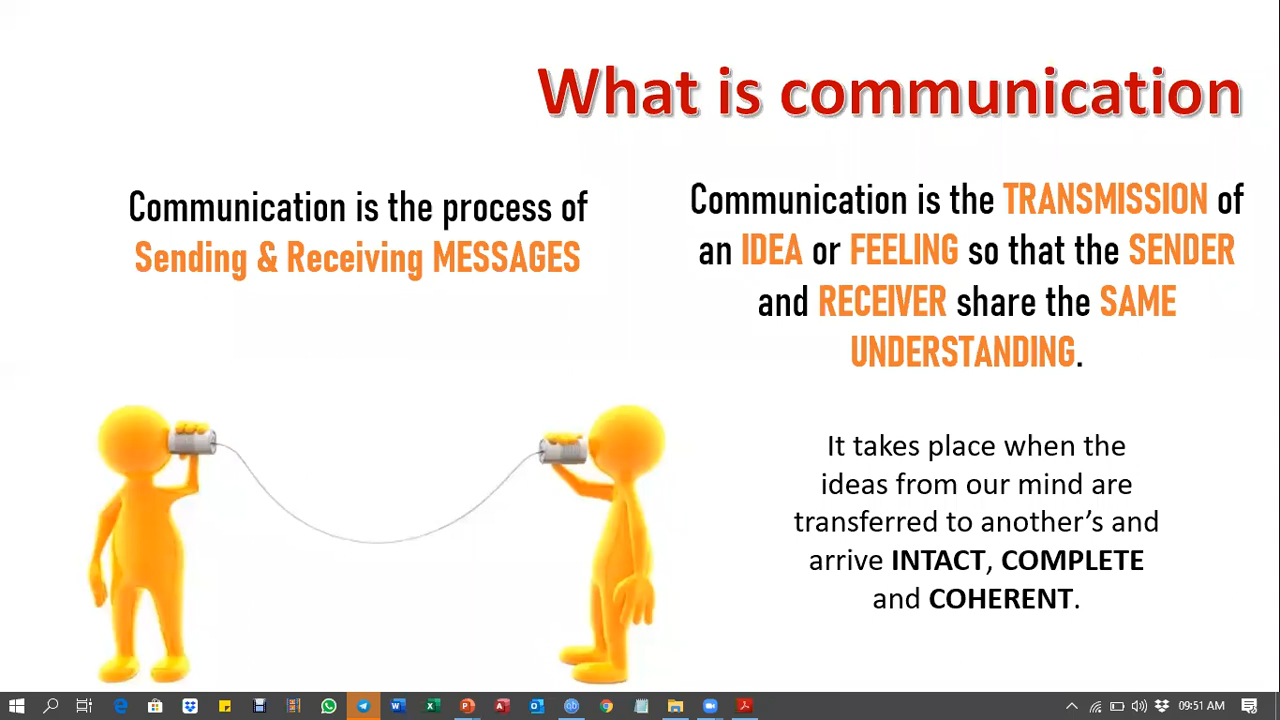 What is communication
Communication is the process of
Sending & Receiving MESSAGES
Communication is the TRANSMISSION of
an IDEA or FEELING so that the SENDER
and RECEIVER share the SAME
UNDERSTANDING.
It takes place when the
ideas from our mind are
transferred to another’s and
arrive INTACT, COMPLETE
and COHERENT.
09:51 AM